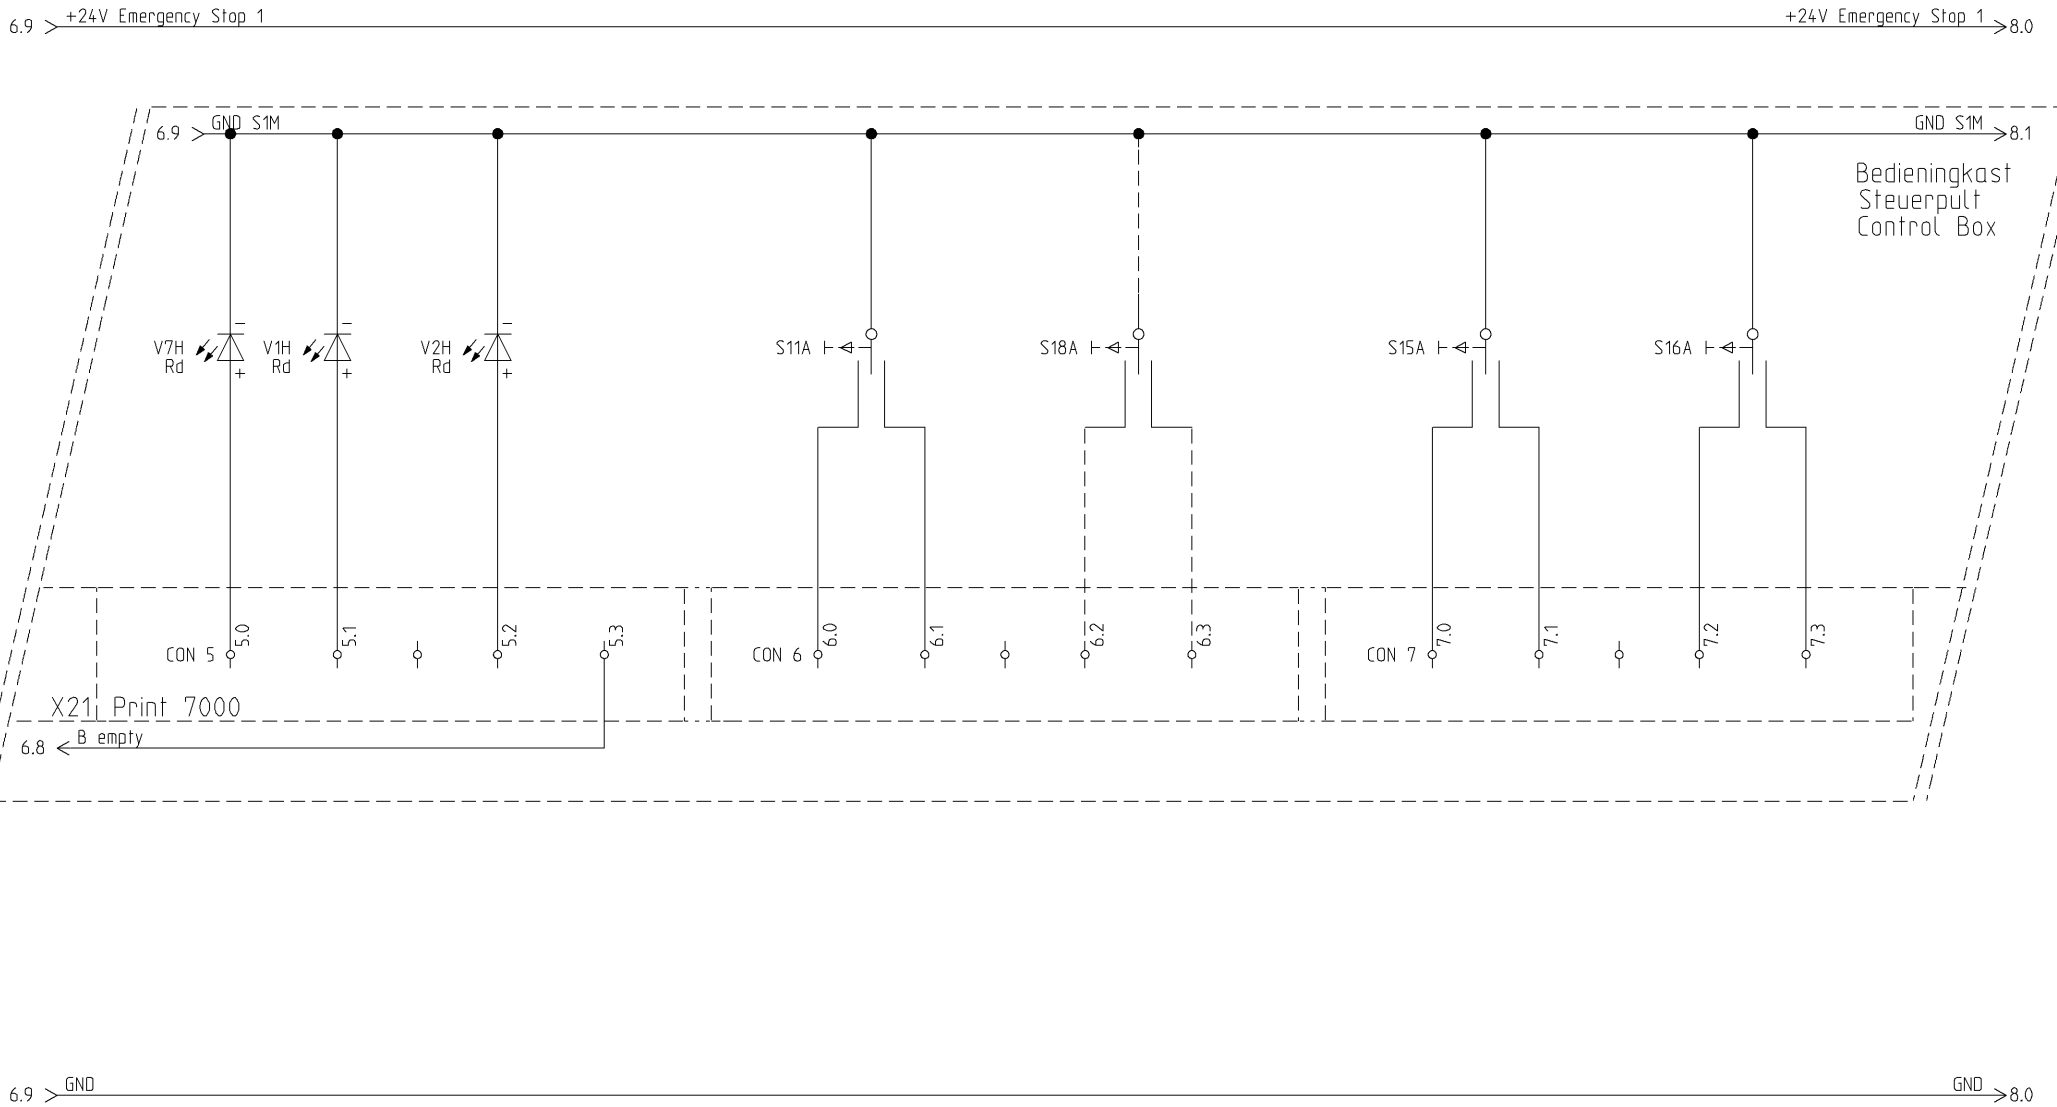 6.9 +24V Emergency Stop 1
+24V Emergency Stop 1 8.0
6.9 GND S1M
GND S1M 8.1
Bedieningkast
Steuerpult
Control Box
V7H
Rd
- +
V1H
Rd
- +
V2H
Rd
- +
S11A
S18A
S15A
S16A
CON 5
5.0
5.1
5.2
5.3
CON 6
6.0
6.1
6.2
6.3
CON 7
7.0
7.1
7.2
7.3
X21 Print 7000
6.8 B empty
6.9 GND
GND 8.0